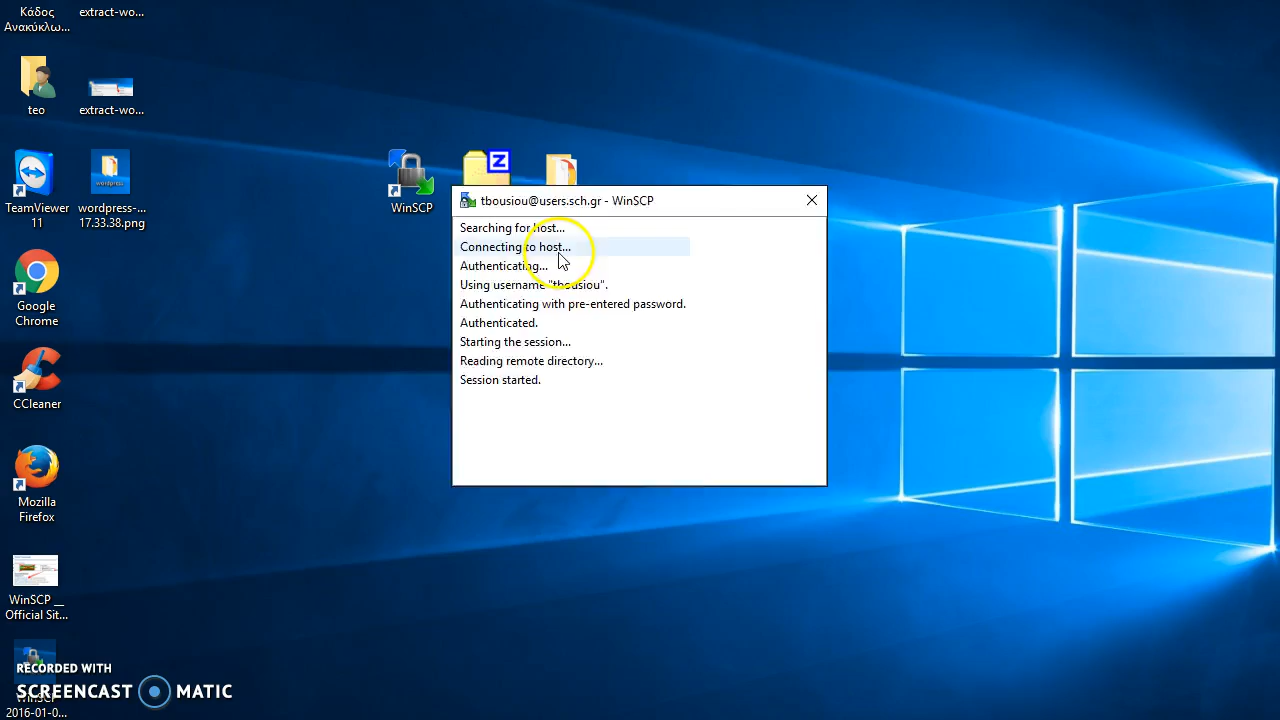 Κάδος
Ανακύκλω...
extract-wo...
teo
extract-wo...
TeamViewer
11
wordpress-...
17.33.38.png
WinSCP
Google
Chrome
CCleaner
Mozilla
Firefox
WinSCP __
Official Sit...
WinSCP
2016-01-0...
tbousiou@users.sch.gr - WinSCP
Searching for host...
Connecting to host...
Authenticating...
Using username "tbousiou".
Authenticating with pre-entered password.
Authenticated.
Starting the session...
Reading remote directory...
Session started.
RECORDED WITH
SCREENCAST MATIC